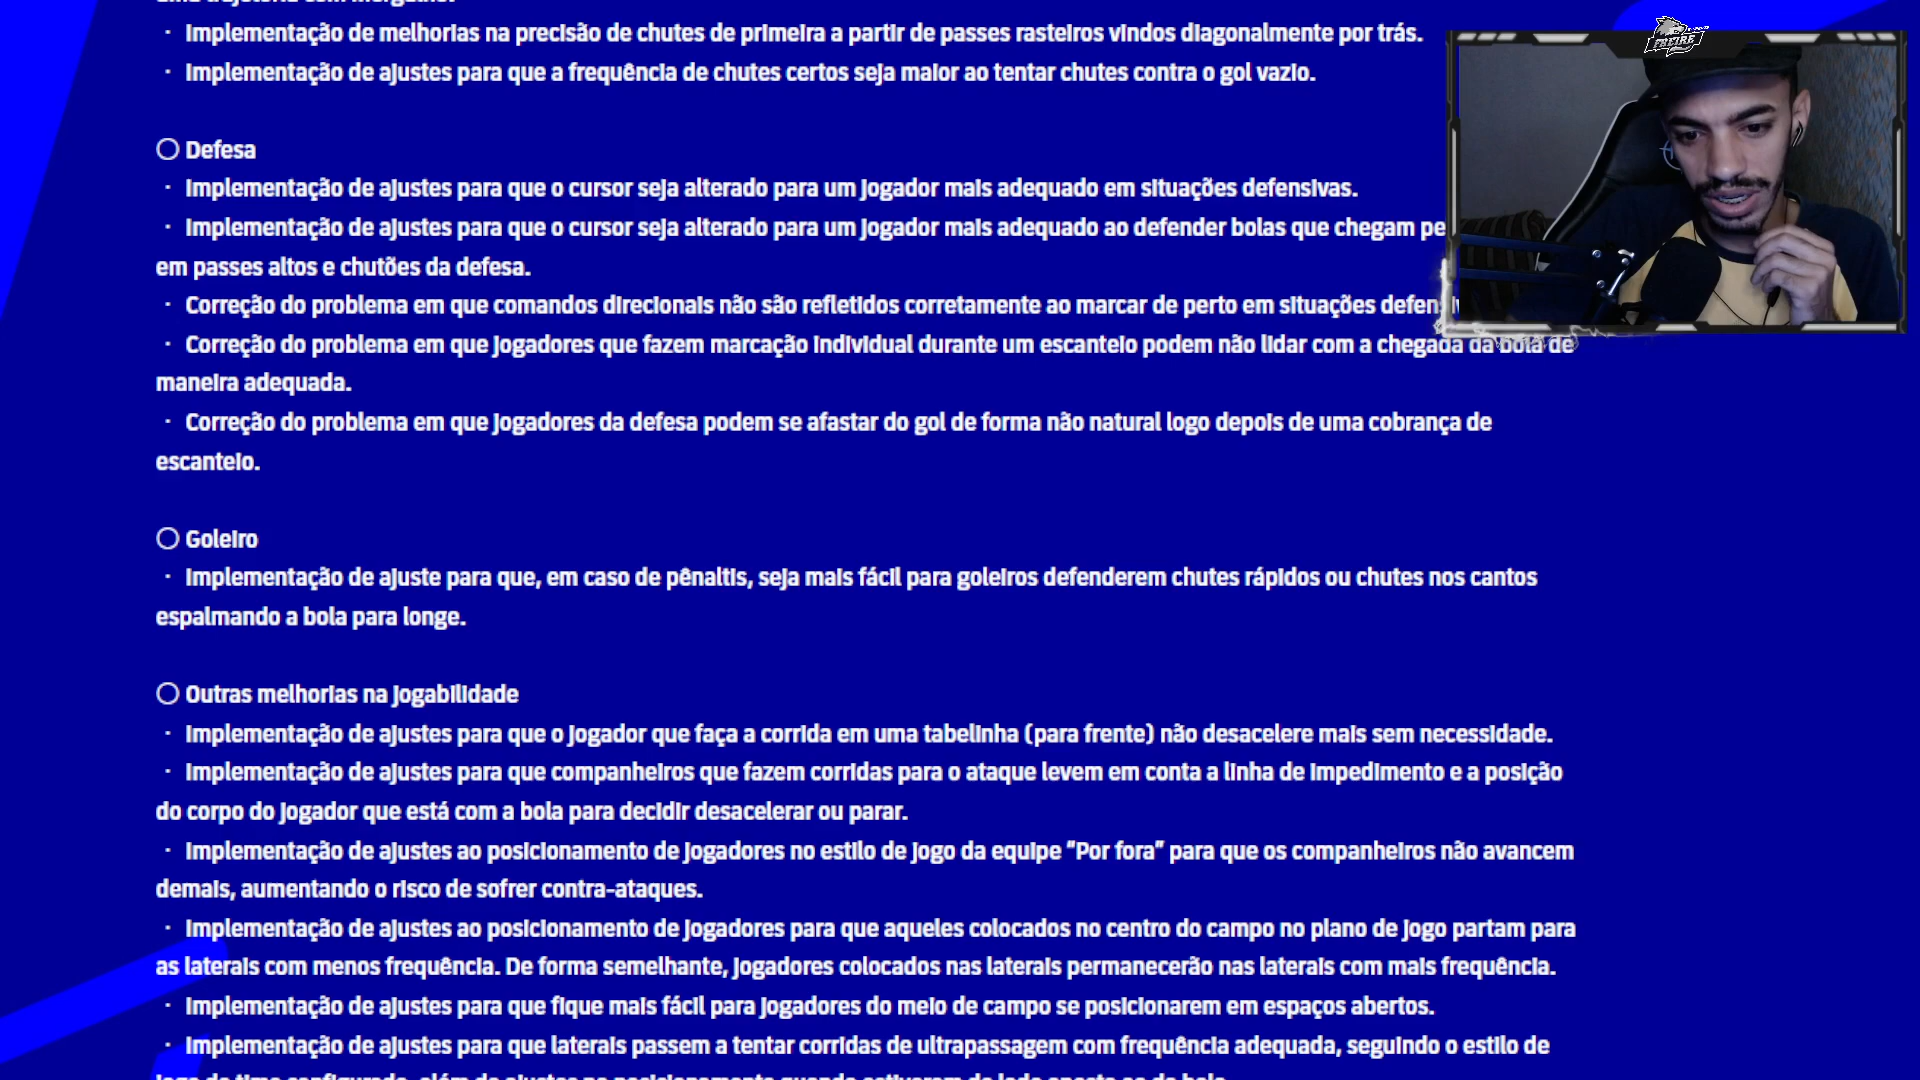 · Implementação de melhorias na precisão de chutes de primeira a partir de passes rasteiros vindos diagonalmente por trás.
· Implementação de ajustes para que a frequência de chutes certos seja maior ao tentar chutes contra o gol vazio.
FREIRE
○ Defesa
· Implementação de ajustes para que o cursor seja alterado para um jogador mais adequado em situações defensivas.
· Implementação de ajustes para que o cursor seja alterado para um jogador mais adequado ao defender bolas que chegam
em passes altos e chutões da defesa.
· Correção do problema em que comandos direcionais não são refletidos corretamente ao marcar de perto em situações
· Correção do problema em que jogadores que fazem marcação individual durante um escanteio podem não lidar com a chegada da bola de
maneira adequada.
· Correção do problema em que jogadores da defesa podem se afastar do gol de forma não natural logo depois de uma cobrança de
escanteio.
○ Goleiro
· Implementação de ajuste para que, em caso de pênaltis, seja mais fácil para goleiros defenderem chutes rápidos ou chutes nos cantos
espalmando a bola para longe.
○ Outras melhorias na jogabilidade
· Implementação de ajustes para que o jogador que faça a corrida em uma tabelinha (para frente) não desacelere mais sem necessidade.
· Implementação de ajustes para que companheiros que fazem corridas para o ataque levem em conta a linha de impedimento e a posição
do corpo do jogador que está com a bola para decidir desacelerar ou parar.
· Implementação de ajustes ao posicionamento de jogadores no estilo de jogo da equipe “Por fora” para que os companheiros não avancem
demais, aumentando o risco de sofrer contra-ataques.
· Implementação de ajustes ao posicionamento de jogadores para que aqueles colocados no centro do campo no plano de jogo partam para
as laterais com menos frequência. De forma semelhante, jogadores colocados nas laterais permanecerão nas laterais com mais frequência.
· Implementação de ajustes para que fique mais fácil para jogadores do meio de campo se posicionarem em espaços abertos.
· Implementação de ajustes para que laterais passem a tentar corridas de ultrapassagem com frequência adequada, seguindo o estilo de